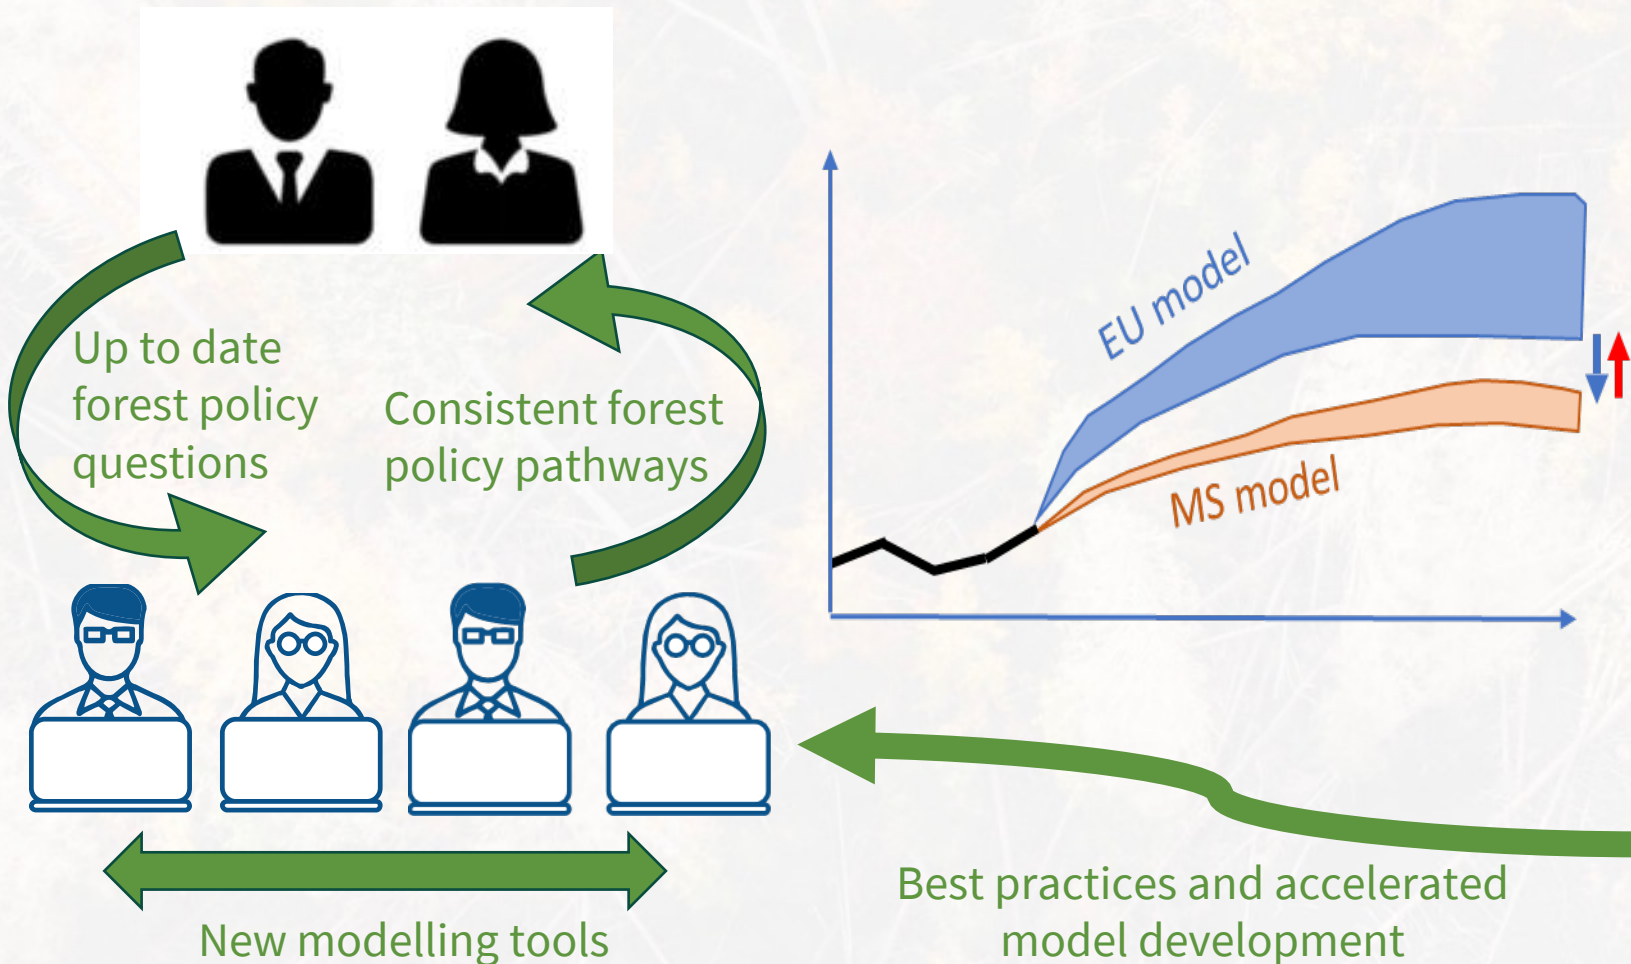 Up to date
forest policy
questions
Consistent forest
policy pathways
EU model
MS model
New modelling tools
Best practices and accelerated
model development